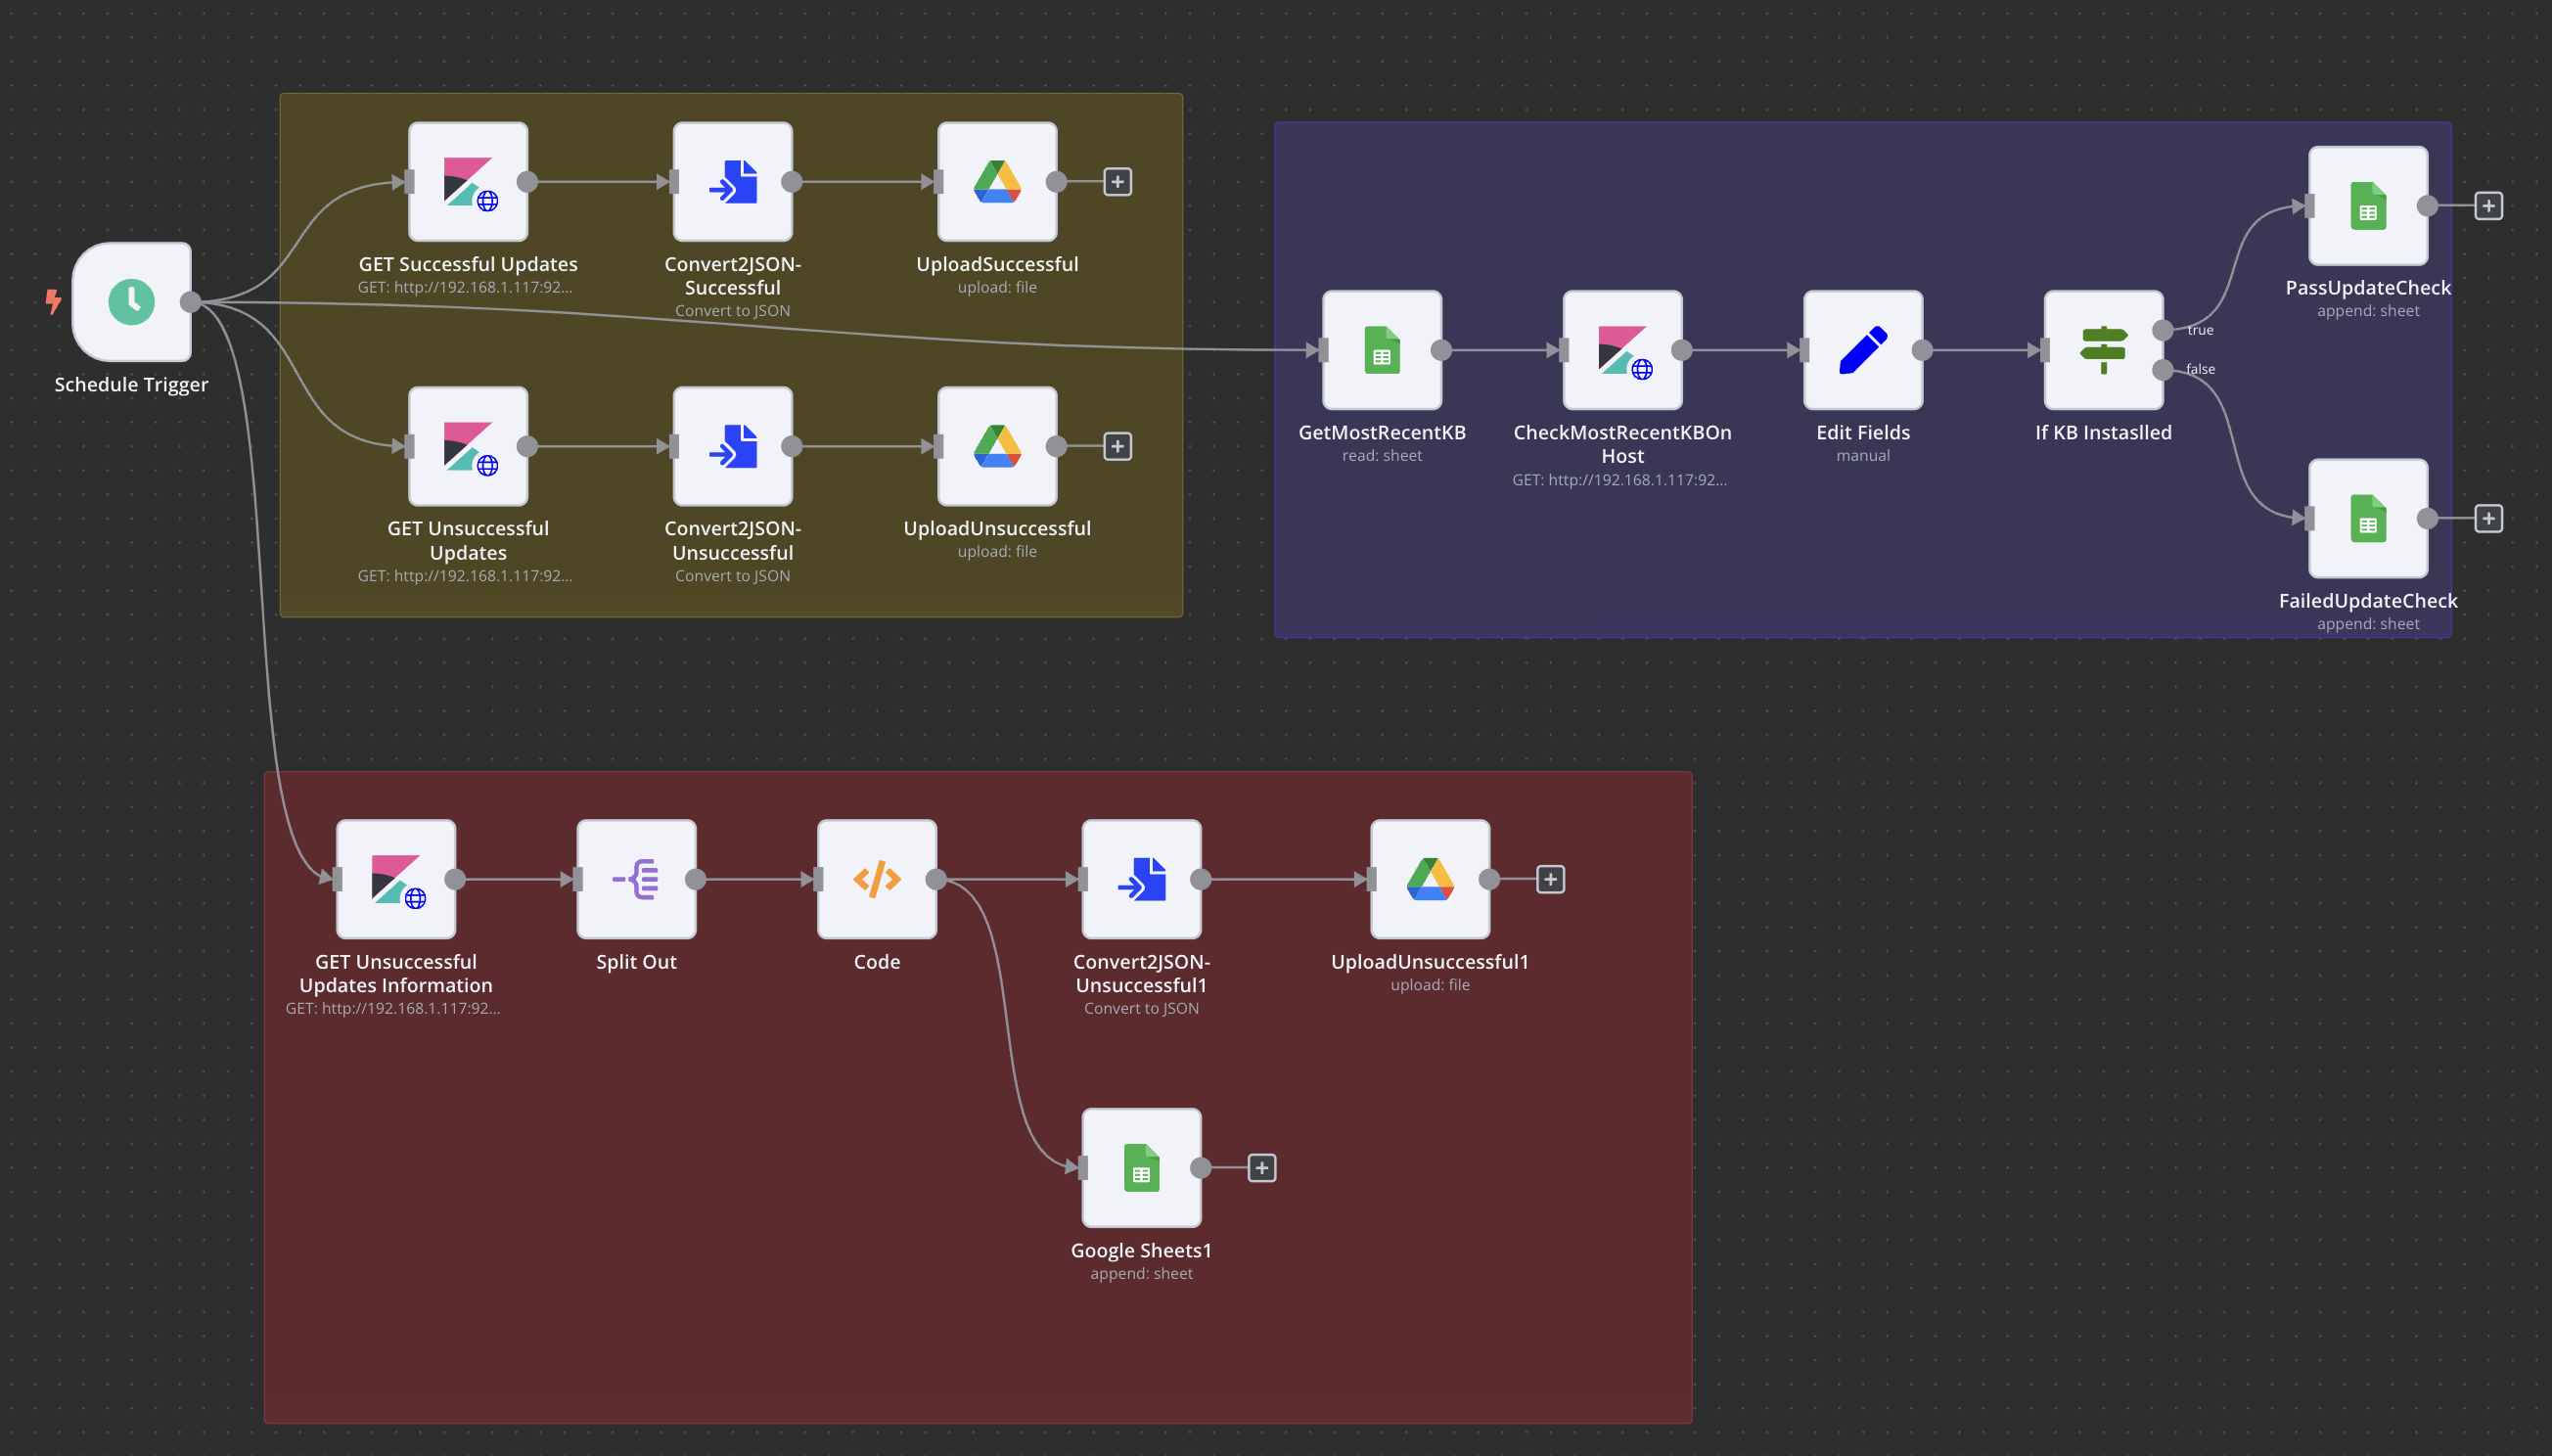 Schedule Trigger
GET Successful Updates
GET: http://192.168.1.117:92...
Convert2JSON-
Successful
Convert to JSON
UploadSuccessful
upload: file
GET Unsuccessful
Updates
GET: http://192.168.1.117:92...
Convert2JSON-
Unsuccessful
Convert to JSON
UploadUnsuccessful
upload: file
GetMostRecentKB
read: sheet
CheckMostRecentKBOn
Host
GET: http://192.168.1.117:92...
Edit Fields
manual
If KB Instaslled
true
false
PassUpdateCheck
append: sheet
FailedUpdateCheck
append: sheet
GET Unsuccessful
Updates Information
GET: http://192.168.1.117:92...
Split Out
Code
Convert2JSON-
Unsuccessful1
Convert to JSON
UploadUnsuccessful1
upload: file
Google Sheets1
append: sheet